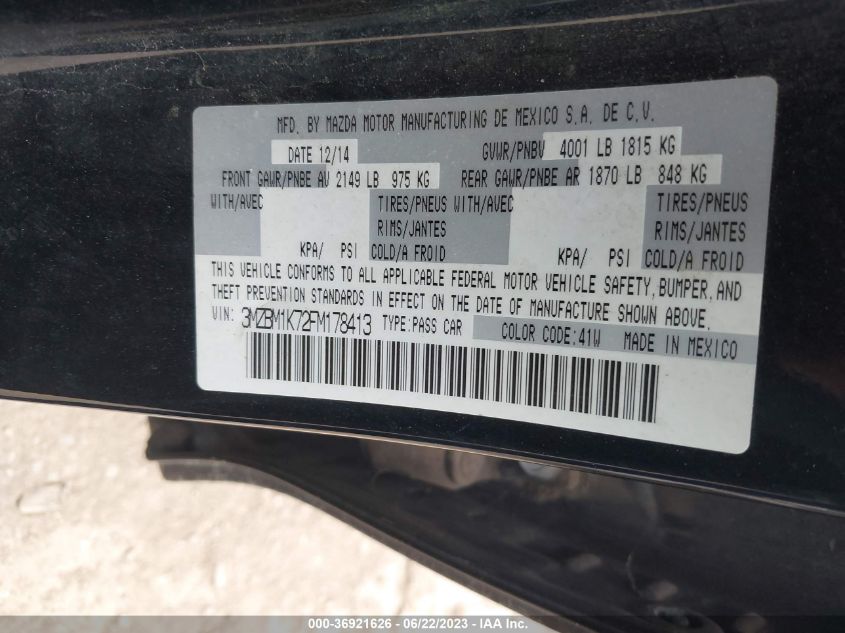 MFD. BY MAZDA MOTOR MANUFACTURING DE MEXICO S.A. DE C.V.
DATE 12/14 GVWR/PNBV 4001 LB 1815 KG
FRONT GAWR/PNBE AV 2149 LB 975 KG REAR GAWR/PNBE AR 1870 LB 848 KG
WITH/AVEC TIRES/PNEUS WITH/AVEC TIRES/PNEUS
RIMS/JANTES RIMS/JANTES
KPA/ PSI COLD/A FROID KPA/ PSI COLD/A FROID
THIS VEHICLE CONFORMS TO ALL APPLICABLE FEDERAL MOTOR VEHICLE SAFETY, BUMPER, AND
THEFT PREVENTION STANDARDS IN EFFECT ON THE DATE OF MANUFACTURE SHOWN ABOVE.
VIN: 3MZBM1K72FM178413 TYPE:PASS CAR COLOR CODE:41W MADE IN MEXICO
000-36921626 - 06/22/2023 - IAA